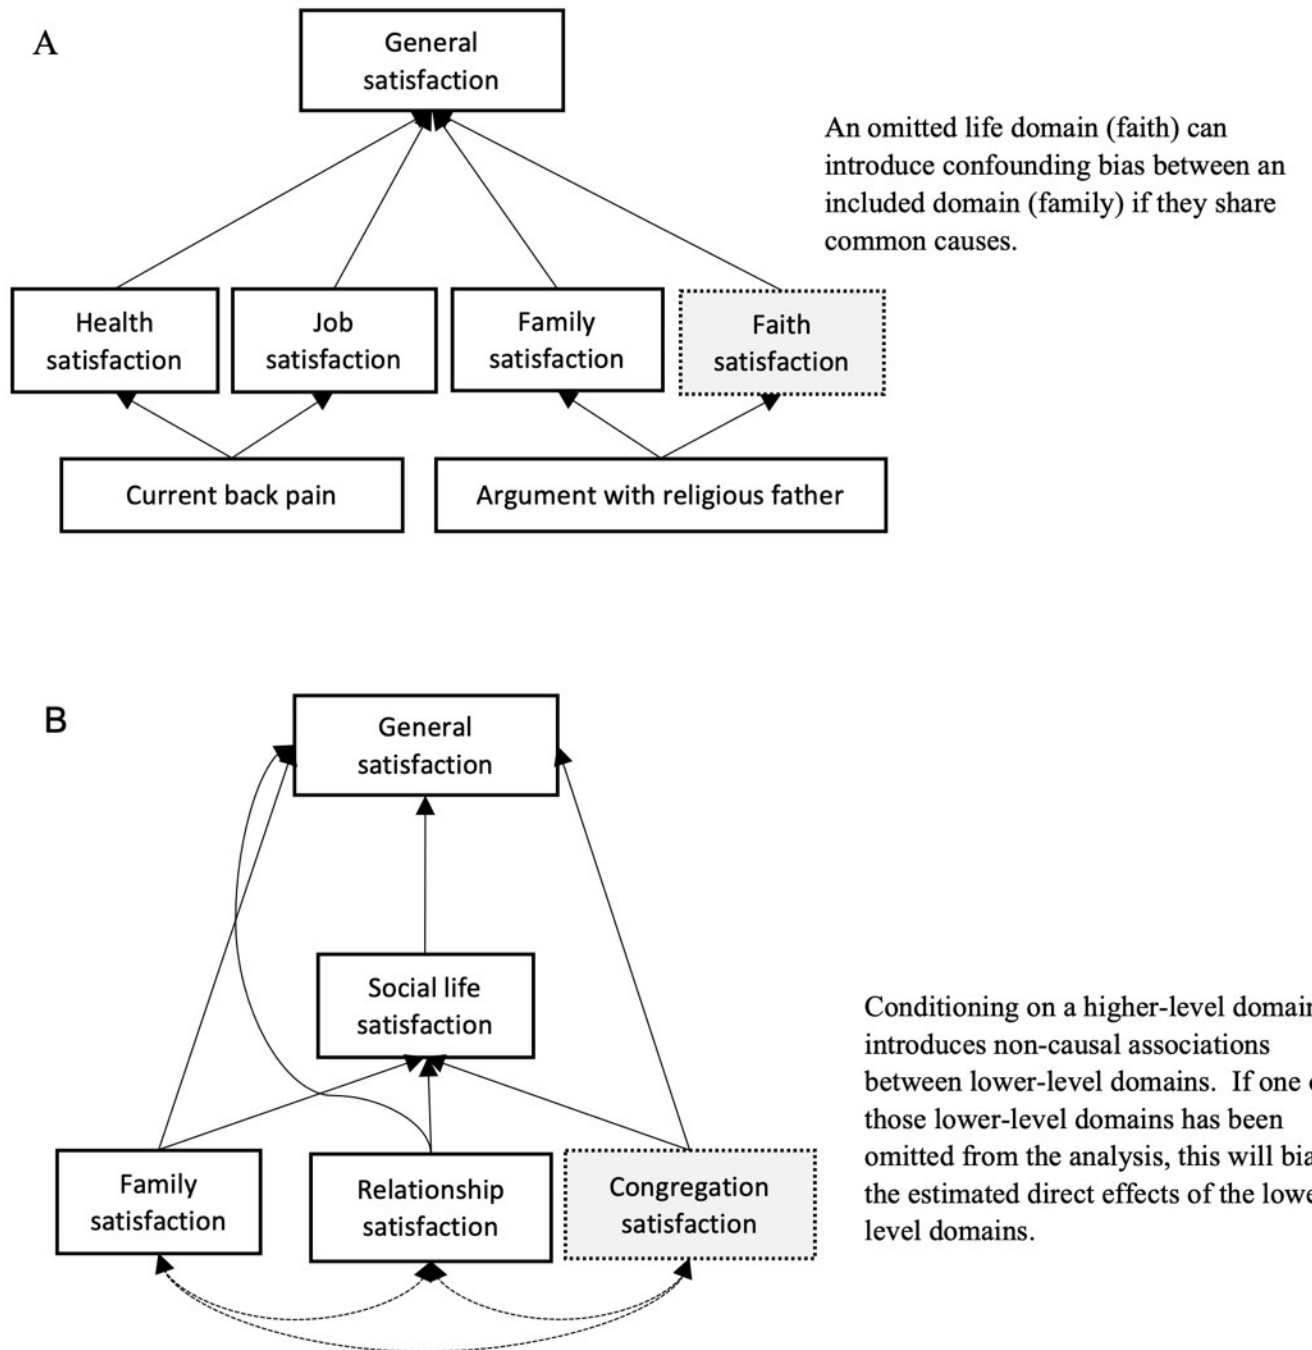 A
General
satisfaction
An omitted life domain (faith) can
introduce confounding bias between an
included domain (family) if they share
common causes.
Health
satisfaction
Job
satisfaction
Family
satisfaction
Faith
satisfaction
Current back pain
Argument with religious father
B
General
satisfaction
Social life
satisfaction
Conditioning on a higher-level domain
introduces non-causal associations
between lower-level domains. If one
those lower-level domains has been
omitted from the analysis, this will
the estimated direct effects of the
level domains.
Family
satisfaction
Relationship
satisfaction
Congregation
satisfaction